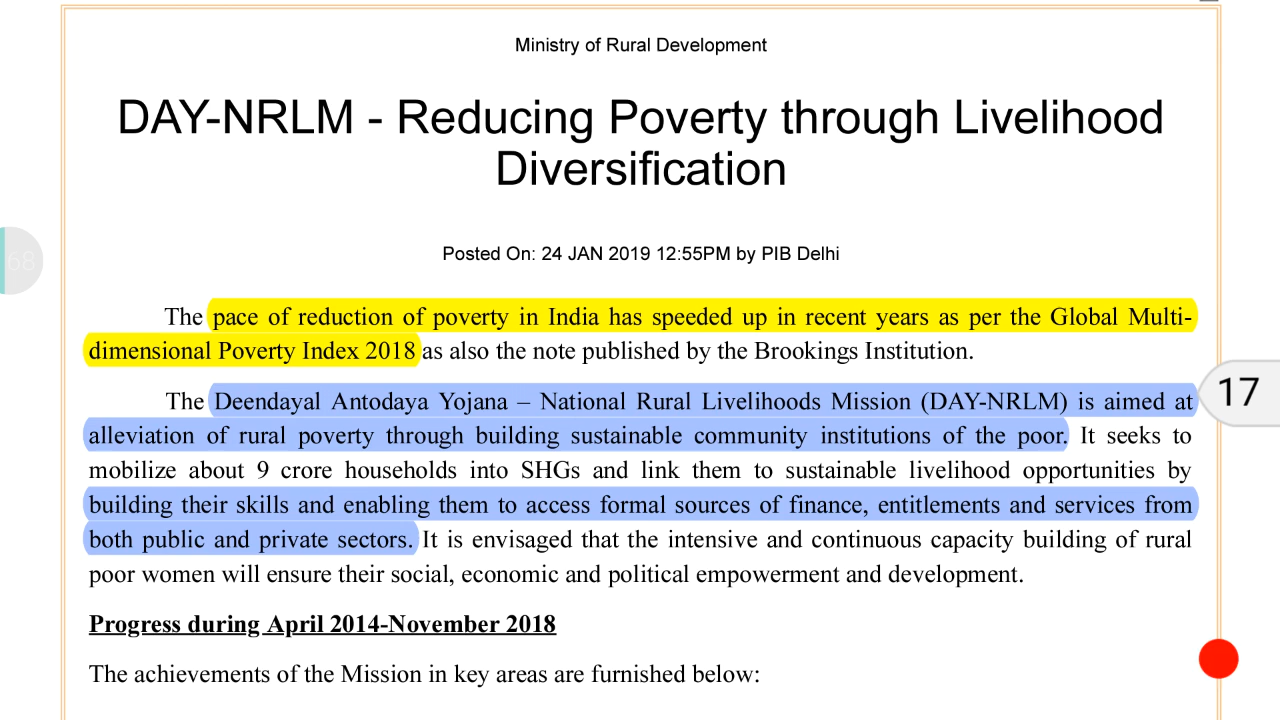 Ministry of Rural Development
DAY-NRLM - Reducing Poverty through Livelihood
Diversification
68
Posted On: 24 JAN 2019 12:55PM by PIB Delhi
The pace of reduction of poverty in India has speeded up in recent years as per the Global Multi-
dimensional Poverty Index 2018 as also the note published by the Brookings Institution.
The Deendayal Antodaya Yojana – National Rural Livelihoods Mission (DAY-NRLM) is aimed at
17
alleviation of rural poverty through building sustainable community institutions of the poor. It seeks to
mobilize about 9 crore households into SHGs and link them to sustainable livelihood opportunities by
building their skills and enabling them to access formal sources of finance, entitlements and services from
both public and private sectors. It is envisaged that the intensive and continuous capacity building of rural
poor women will ensure their social, economic and political empowerment and development.
Progress during April 2014-November 2018
The achievements of the Mission in key areas are furnished below: